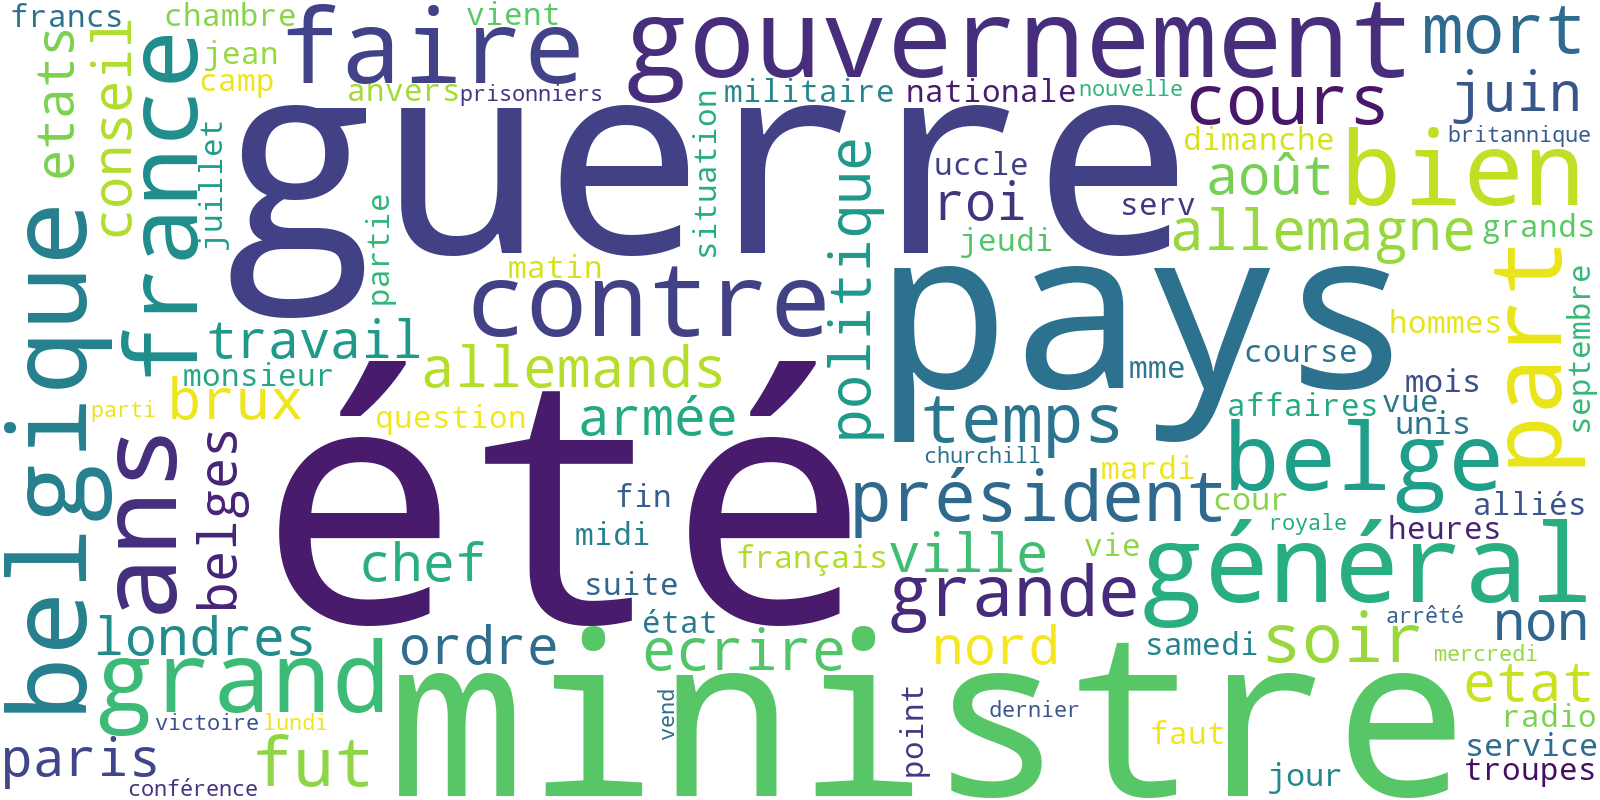 francs
chambre
vient
faire
gouvernement
mort
etats
conseil
france
jean
camp
anvers
prisonniers
militaire
nationale
nouvelle
cours
juin
juillet
guerre
situation
politique
uccle
roi
serv
jeudi
dimanche
août
allemagne
britannique
bien
grands
partie
matin
contre
pays
part
hommes
septembre
belgique
travail
monsieur
brux
parti
allemands
question
armée
temps
mme
course
mois
affaires
vue
unis
ans
belges
été
churchill
mardi
belge
président
cour
alliés
royale
heures
fin
midi
chef
suite
français
ville
vie
général
grande
état
londres
grand
ordre
ecrire
nord
samedi
soir
arrêté
non
mercredi
etat
ministre
victoire
lundi
vend
point
dernier
faut
radio
paris
fut
conférence
jour
service
troupes